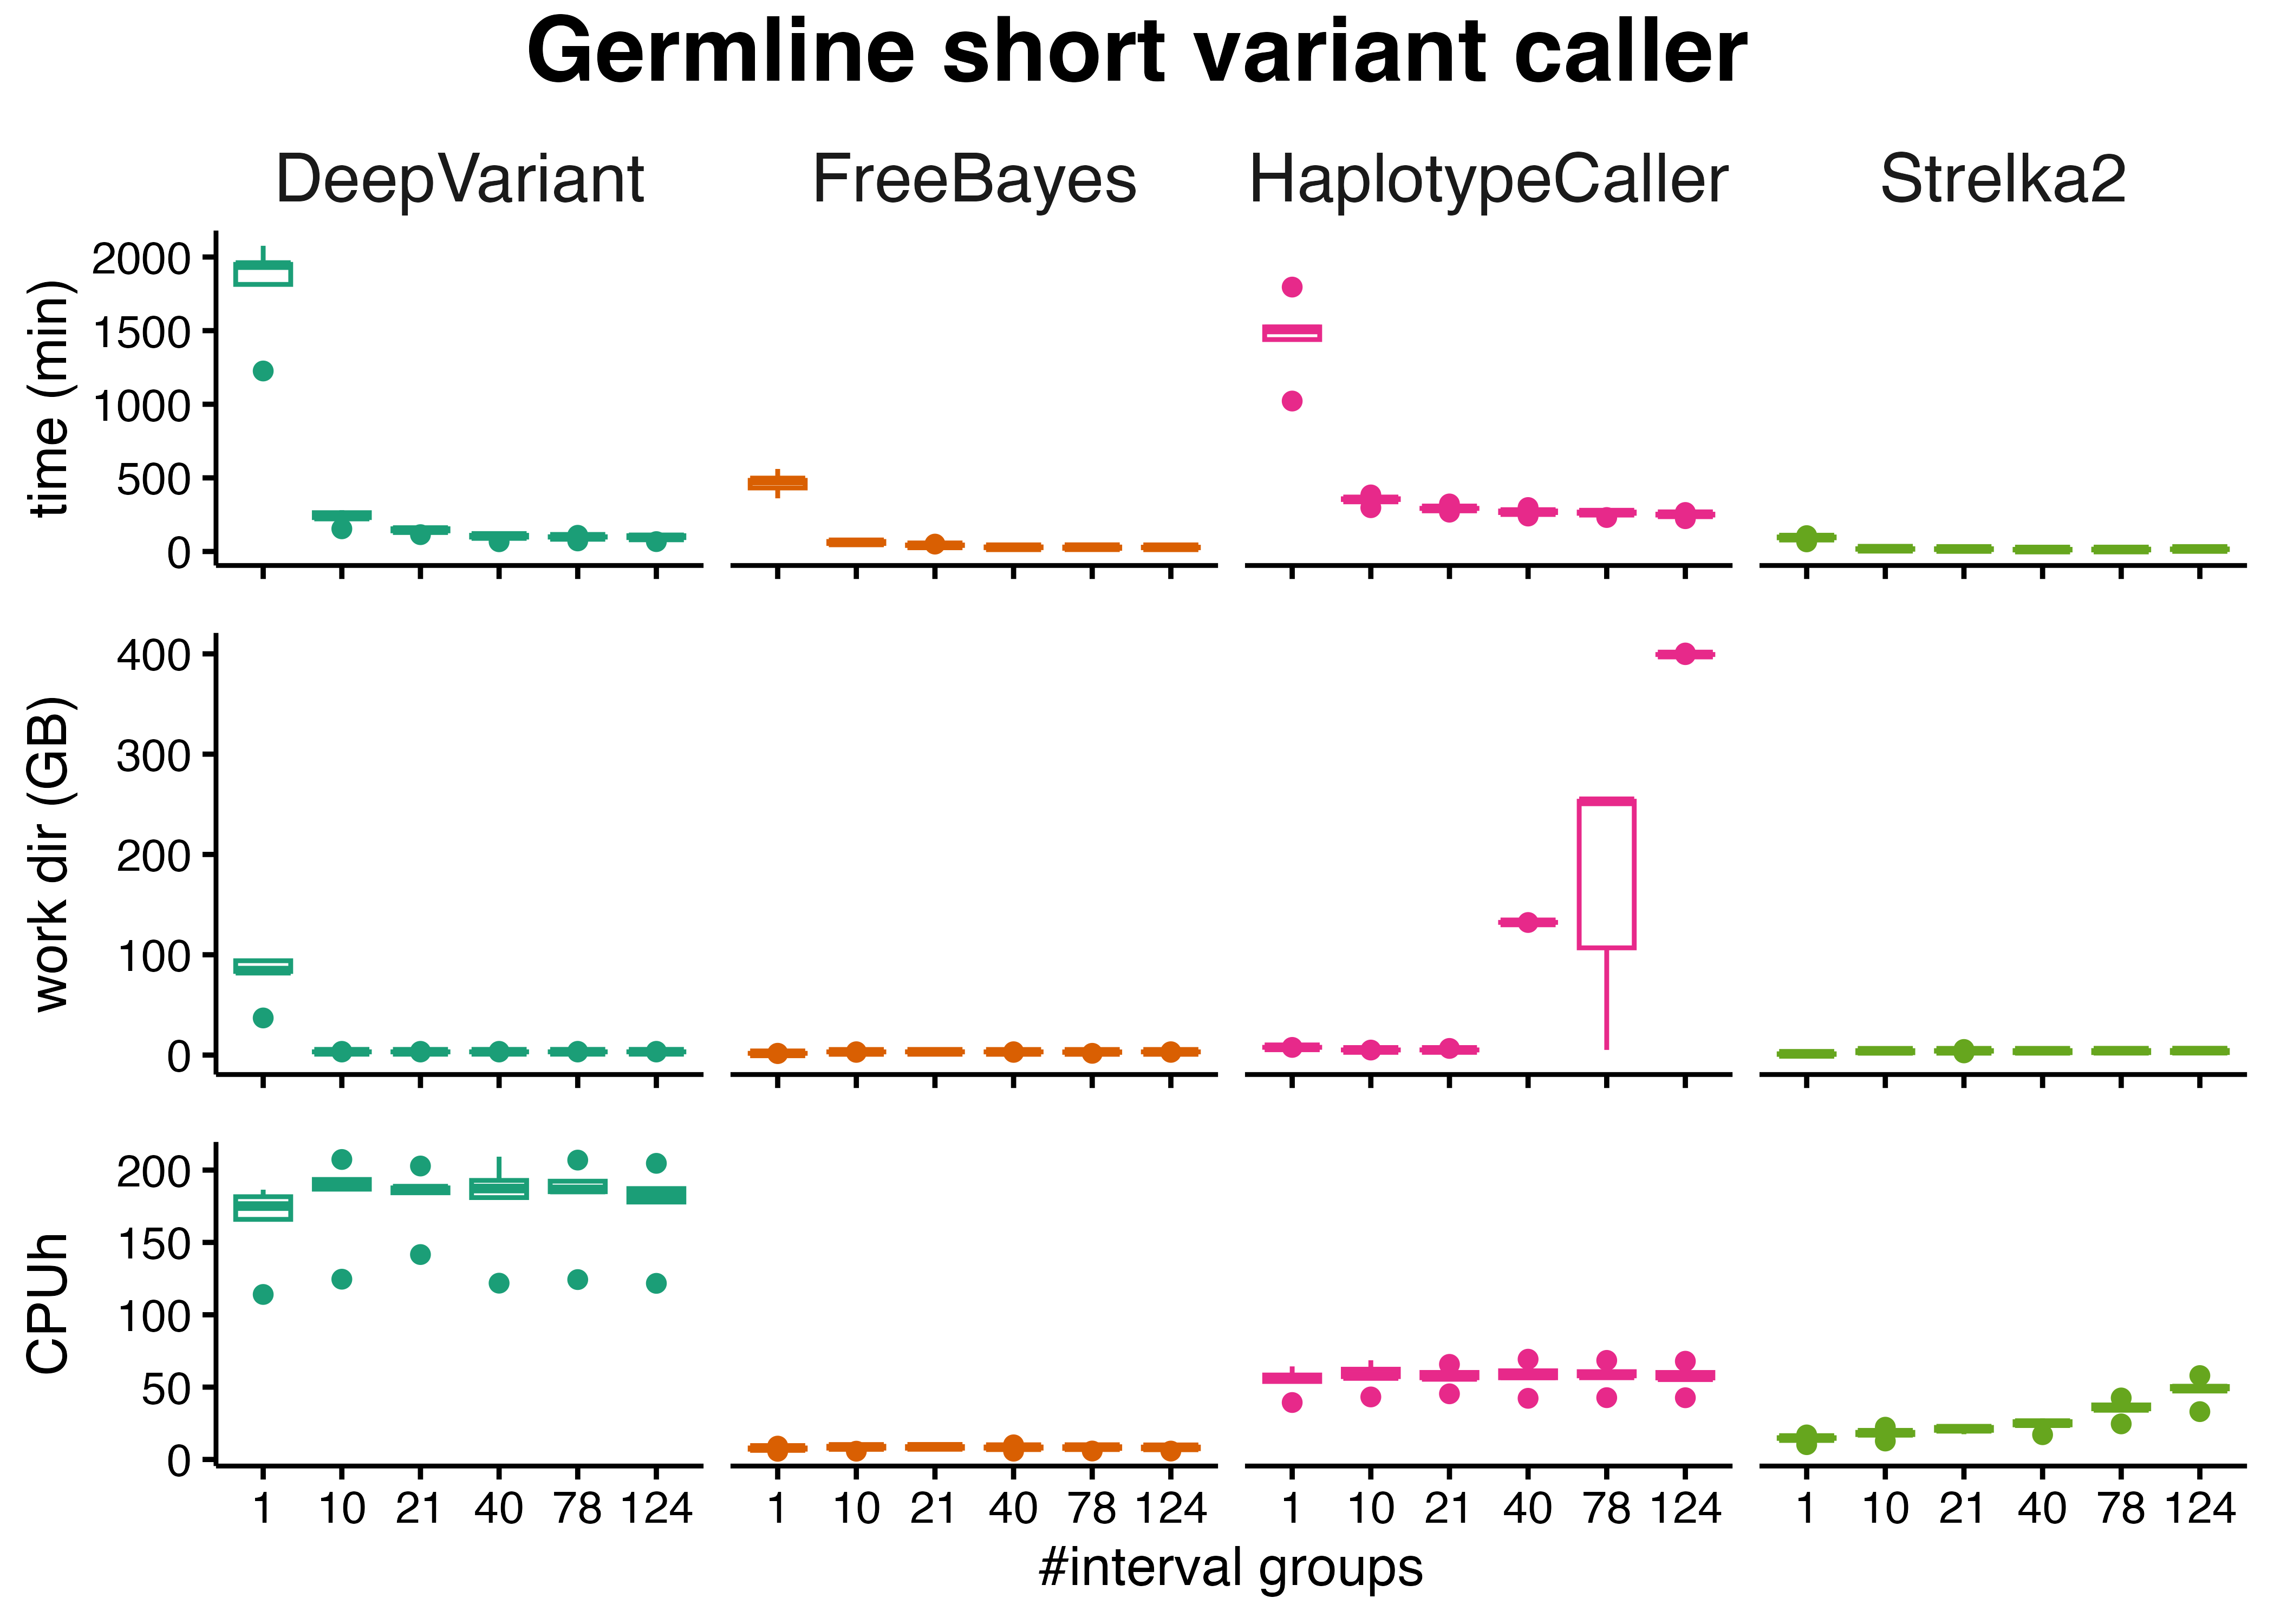 Germline short variant caller
DeepVariant FreeBayes HaplotypeCaller Strelka2
time (min)
2000
1500
1000
500
0
work dir (GB)
400
300
200
100
0
CPUh
200
150
100
50
0
1 10 21 40 78 124 1 10 21 40 78 124 1 10 21 40 78 124 1 10 21 40 78 124
#interval groups